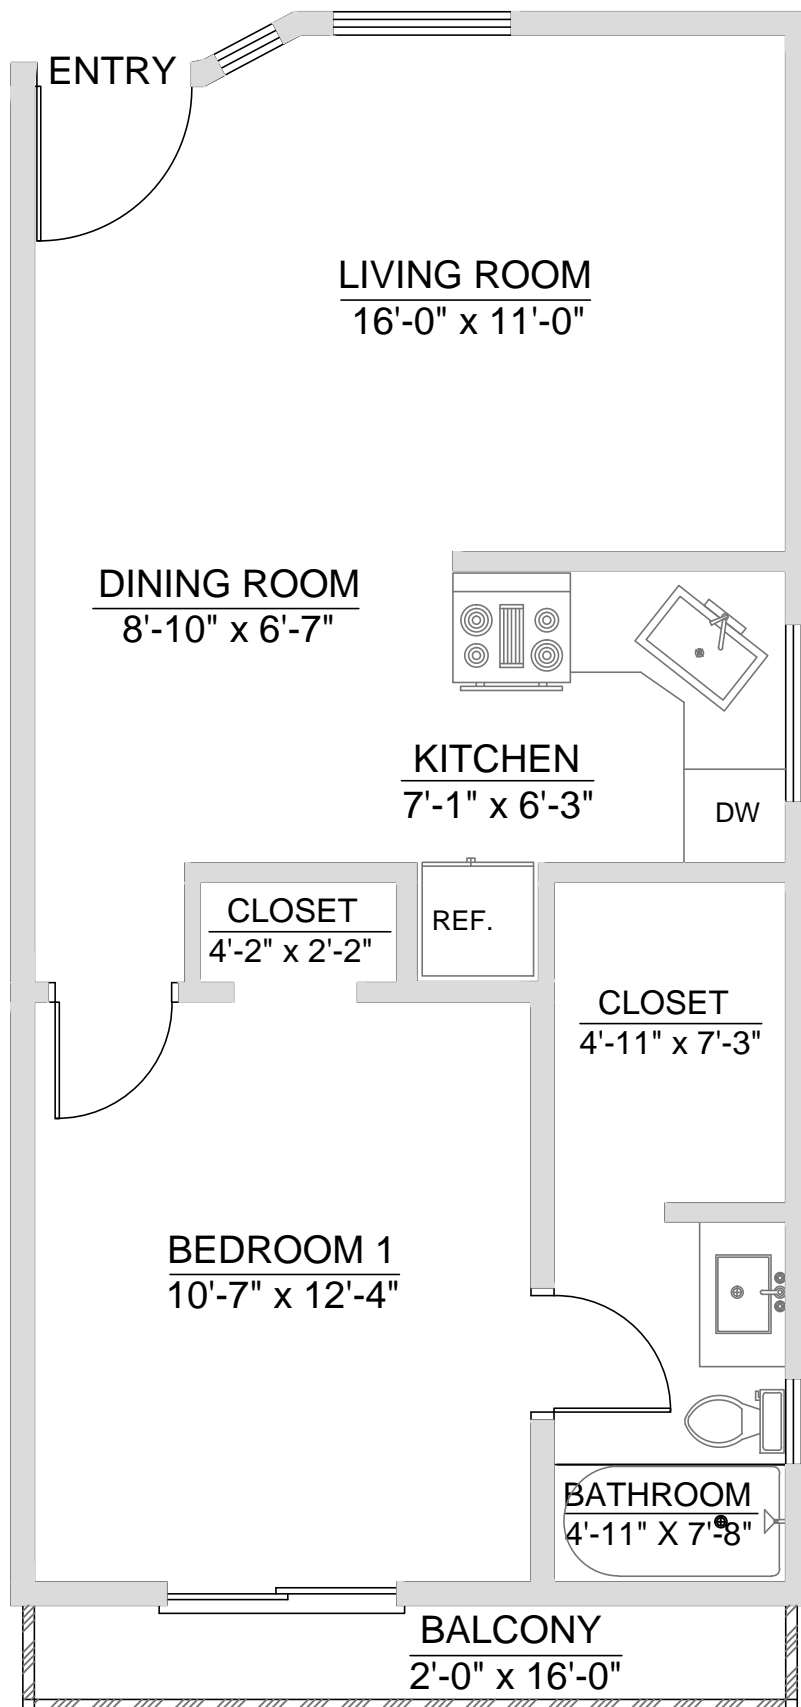 ENTRY
LIVING ROOM
16'-0" x 11'-0"
DINING ROOM
8'-10" x 6'-7"
KITCHEN
7'-1" x 6'-3"
DW
CLOSET
4'-2" x 2'-2"
REF.
CLOSET
4'-11" x 7'-3"
BEDROOM 1
10'-7" x 12'-4"
BATHROOM
4'-11" X 7'-8"
BALCONY
2'-0" x 16'-0"